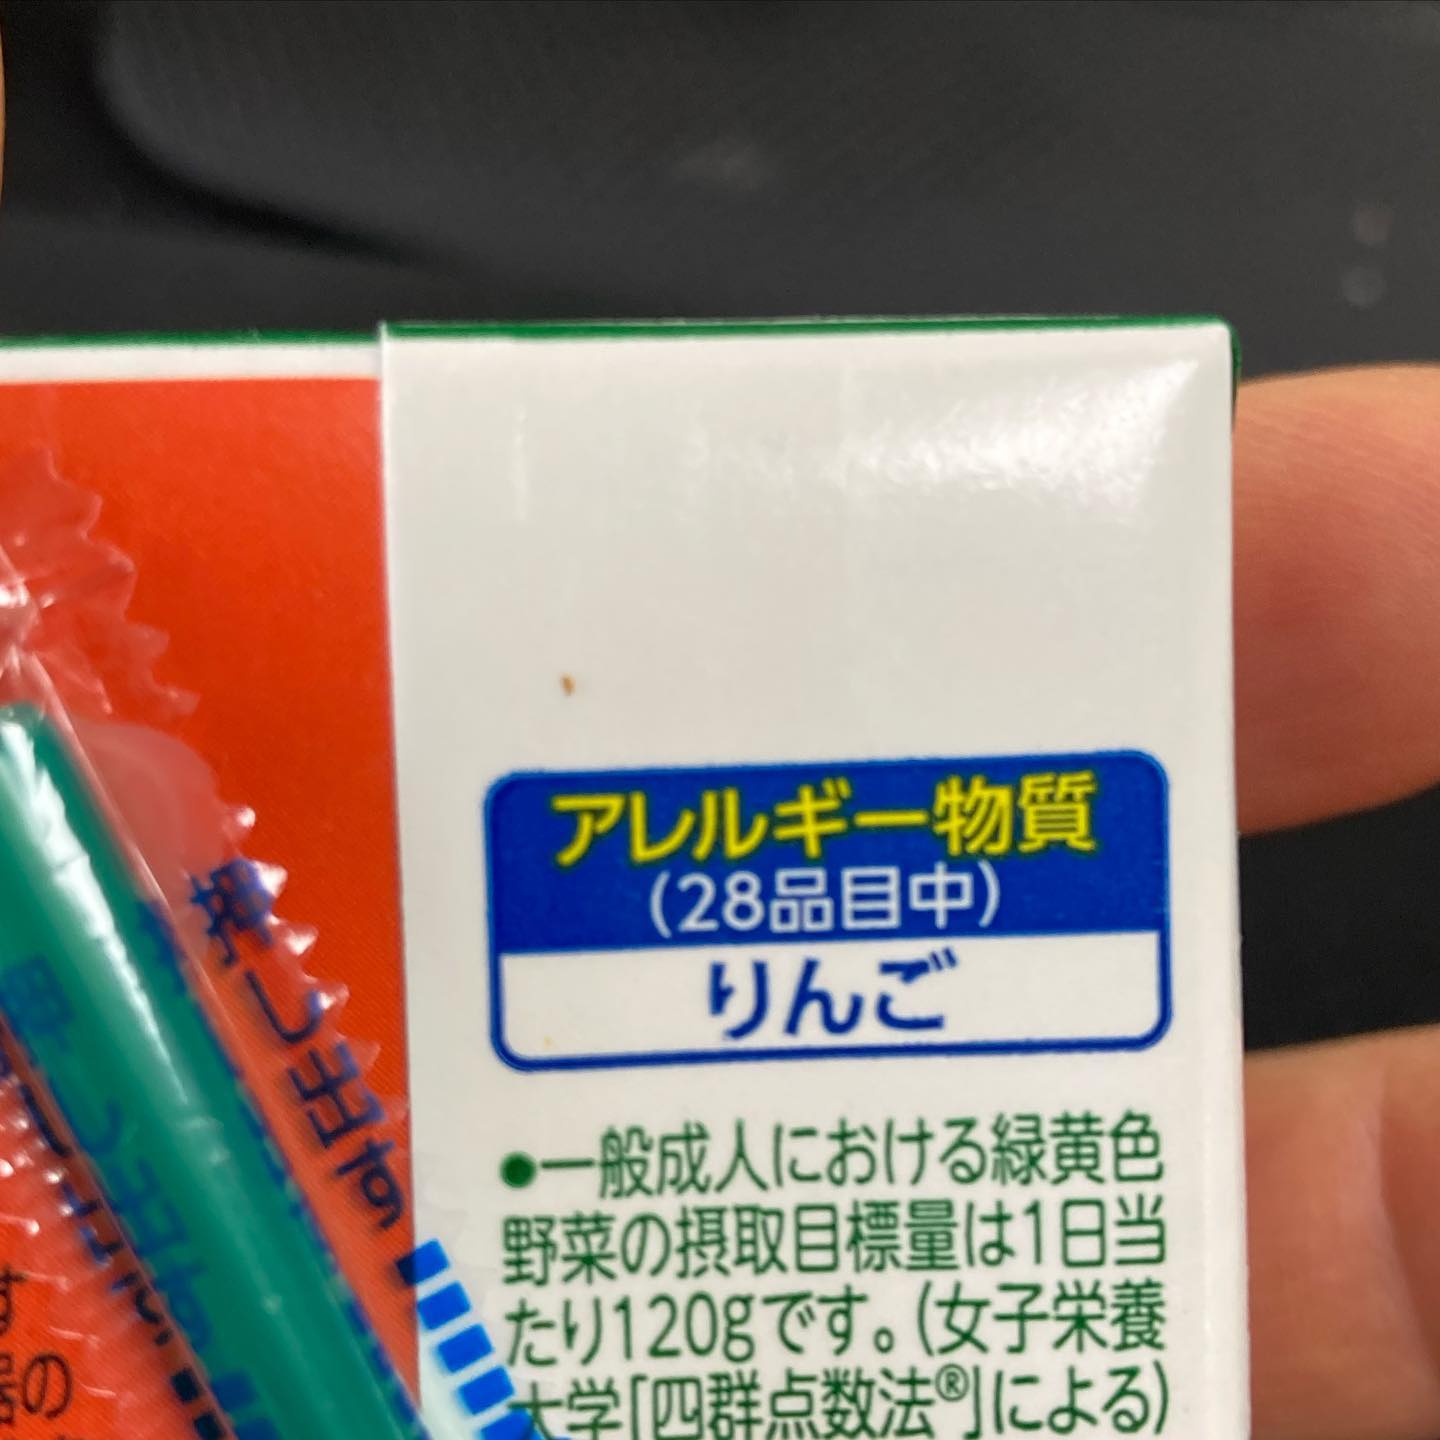 アレルギー物質
(28品目中)
りんご
●一般成人における緑黄色
野菜の摂取目標量は1日当
たり120gです。(女子栄養
大学[四群点数法®]による)
押し出す
す
器の